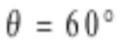 θ = 60°